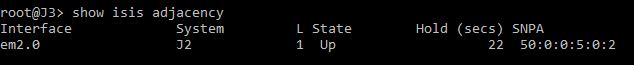 root@J3> show isis adjacency
Interface System L State Hold (secs) SNPA
em2.0 J2 1 Up 22 50:0:0:5:0:2